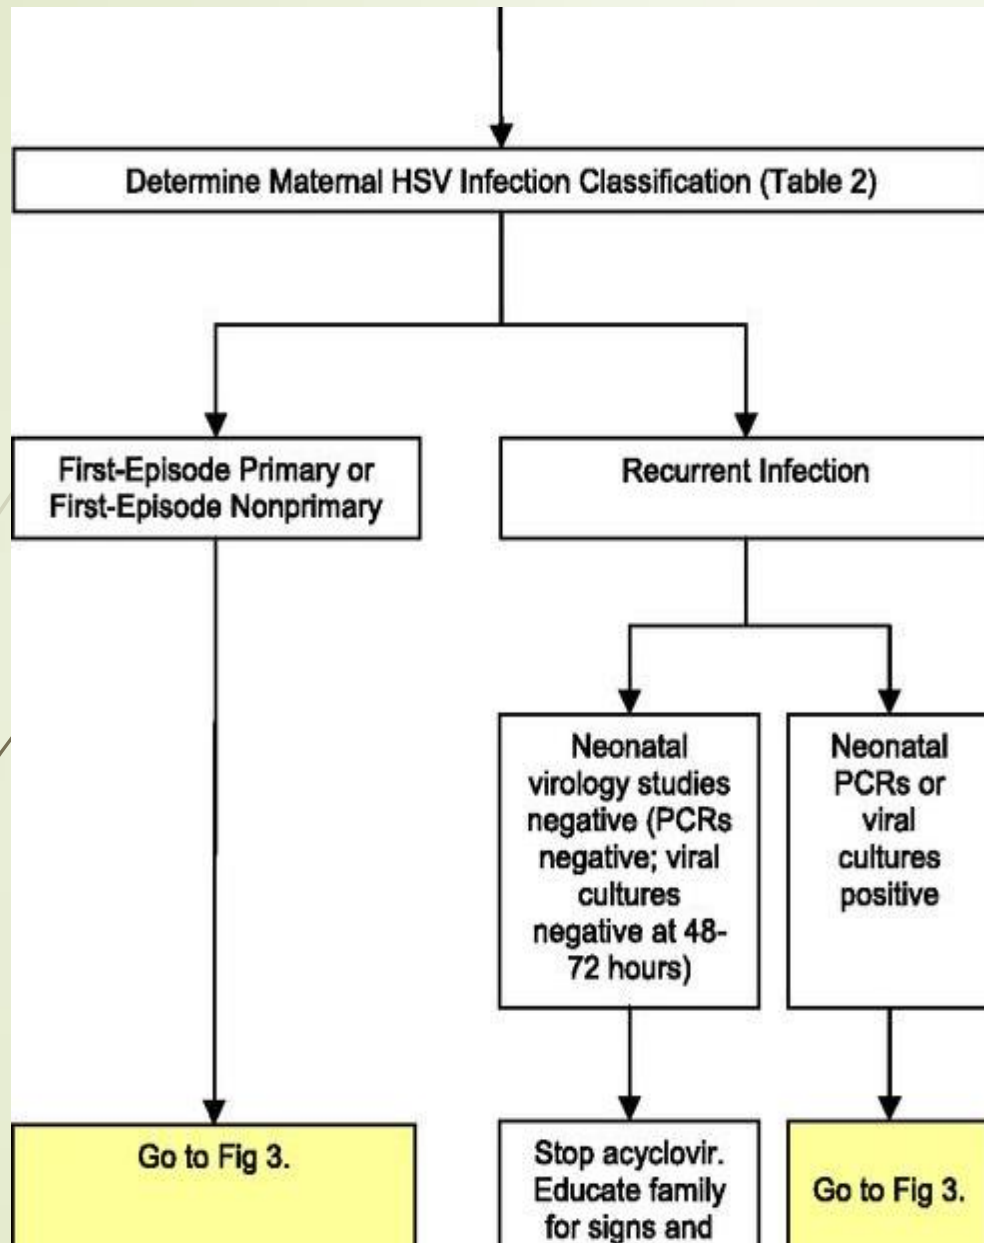 Determine Maternal HSV Infection Classification (Table 2)
First-Episode Primary or
First-Episode Nonprimary
Recurrent Infection
Neonatal
virology studies
negative (PCRs
negative; viral
cultures
negative at 48-
72 hours)
Neonatal
PCRs or
viral
cultures
positive
Go to Fig 3.
Stop acyclovir.
Educate family
for signs and
Go to Fig 3.